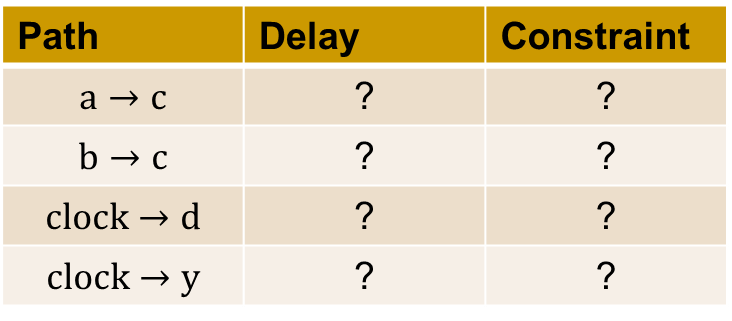 Path Delay Constraint
a → c ? ?
b → c ? ?
clock → d ? ?
clock → y ? ?